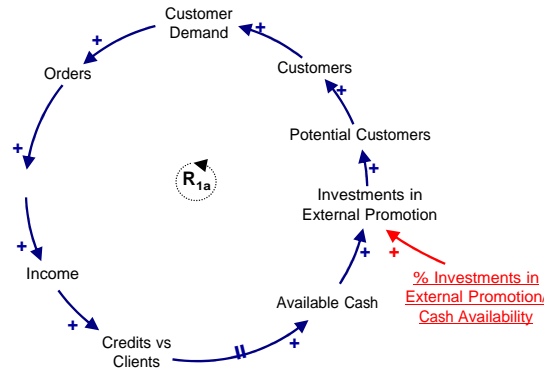 Customer
Demand
+
+
Orders
Customers
+
+
Potential Customers
R1a
+
Investments in
External Promotion
+
+
+
% Investments in
External Promotion/
Cash Availability
Income
Available Cash
+
+
Credits vs
Clients